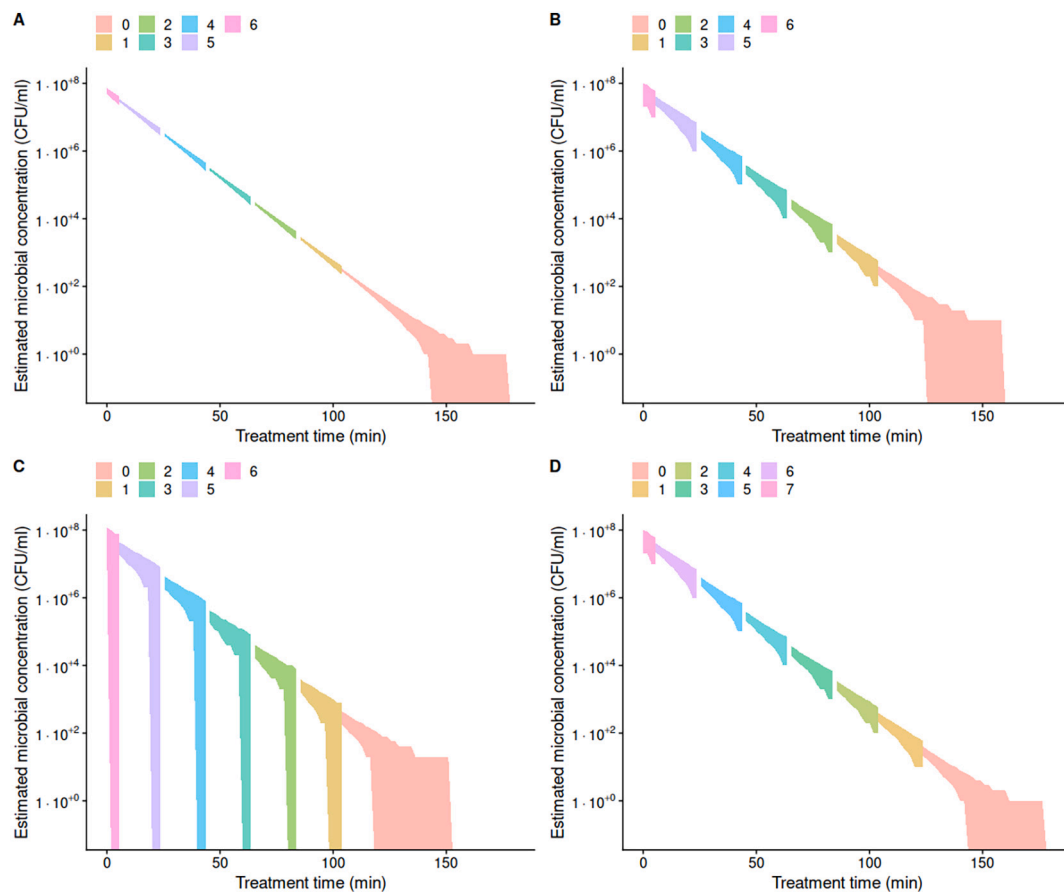 A
0 2 4 6
1 3 5
Estimated microbial concentration (CFU/ml)
1 · 10⁺⁸
1 · 10⁺⁶
1 · 10⁺⁴
1 · 10⁺²
1 · 10⁺⁰
0 50 100 150
Treatment time (min)
B
0 2 4 6
1 3 5
Estimated microbial concentration (CFU/ml)
1 · 10⁺⁸
1 · 10⁺⁶
1 · 10⁺⁴
1 · 10⁺²
1 · 10⁺⁰
0 50 100 150
Treatment time (min)
C
0 2 4 6
1 3 5
Estimated microbial concentration (CFU/ml)
1 · 10⁺⁸
1 · 10⁺⁶
1 · 10⁺⁴
1 · 10⁺²
1 · 10⁺⁰
0 50 100 150
Treatment time (min)
D
0 2 4 6
1 3 5 7
Estimated microbial concentration (CFU/ml)
1 · 10⁺⁸
1 · 10⁺⁶
1 · 10⁺⁴
1 · 10⁺²
1 · 10⁺⁰
0 50 100 150
Treatment time (min)